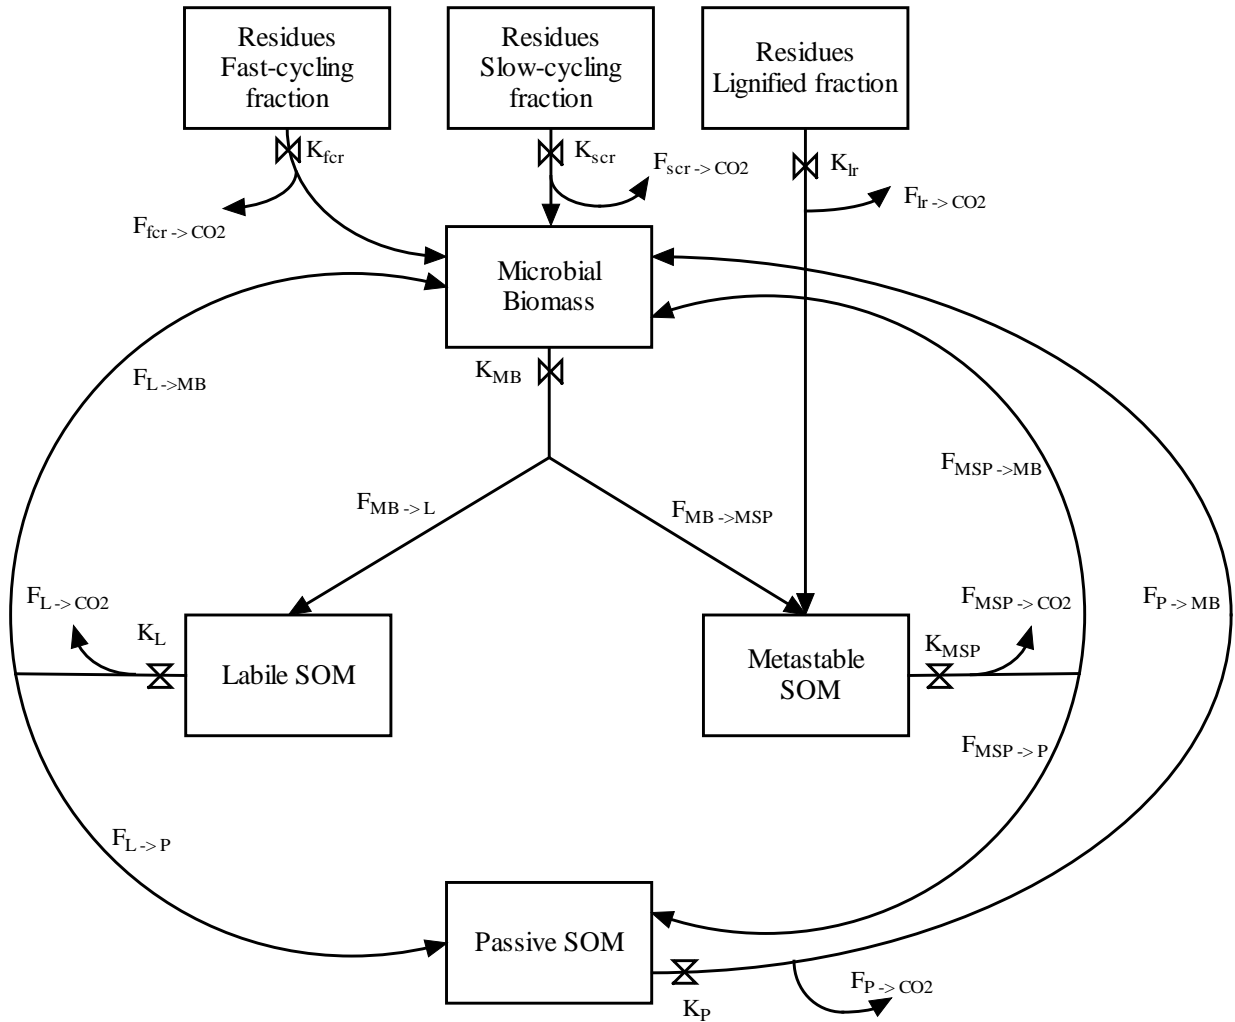 Residues
Fast-cycling
fraction
Residues
Slow-cycling
fraction
Residues
Lignified fraction
Kfcr
Kscr
Klr
Fscr -> CO2
Flr -> CO2
Ffcr -> CO2
Microbial
Biomass
KMB
FL ->MB
FMSP ->MB
FMB -> L
FMB ->MSP
FL -> CO2
FMSP -> CO2
FP -> MB
KL
KMSP
Labile SOM
Metastable
SOM
FMSP -> P
FL -> P
Passive SOM
FP -> CO2
KP